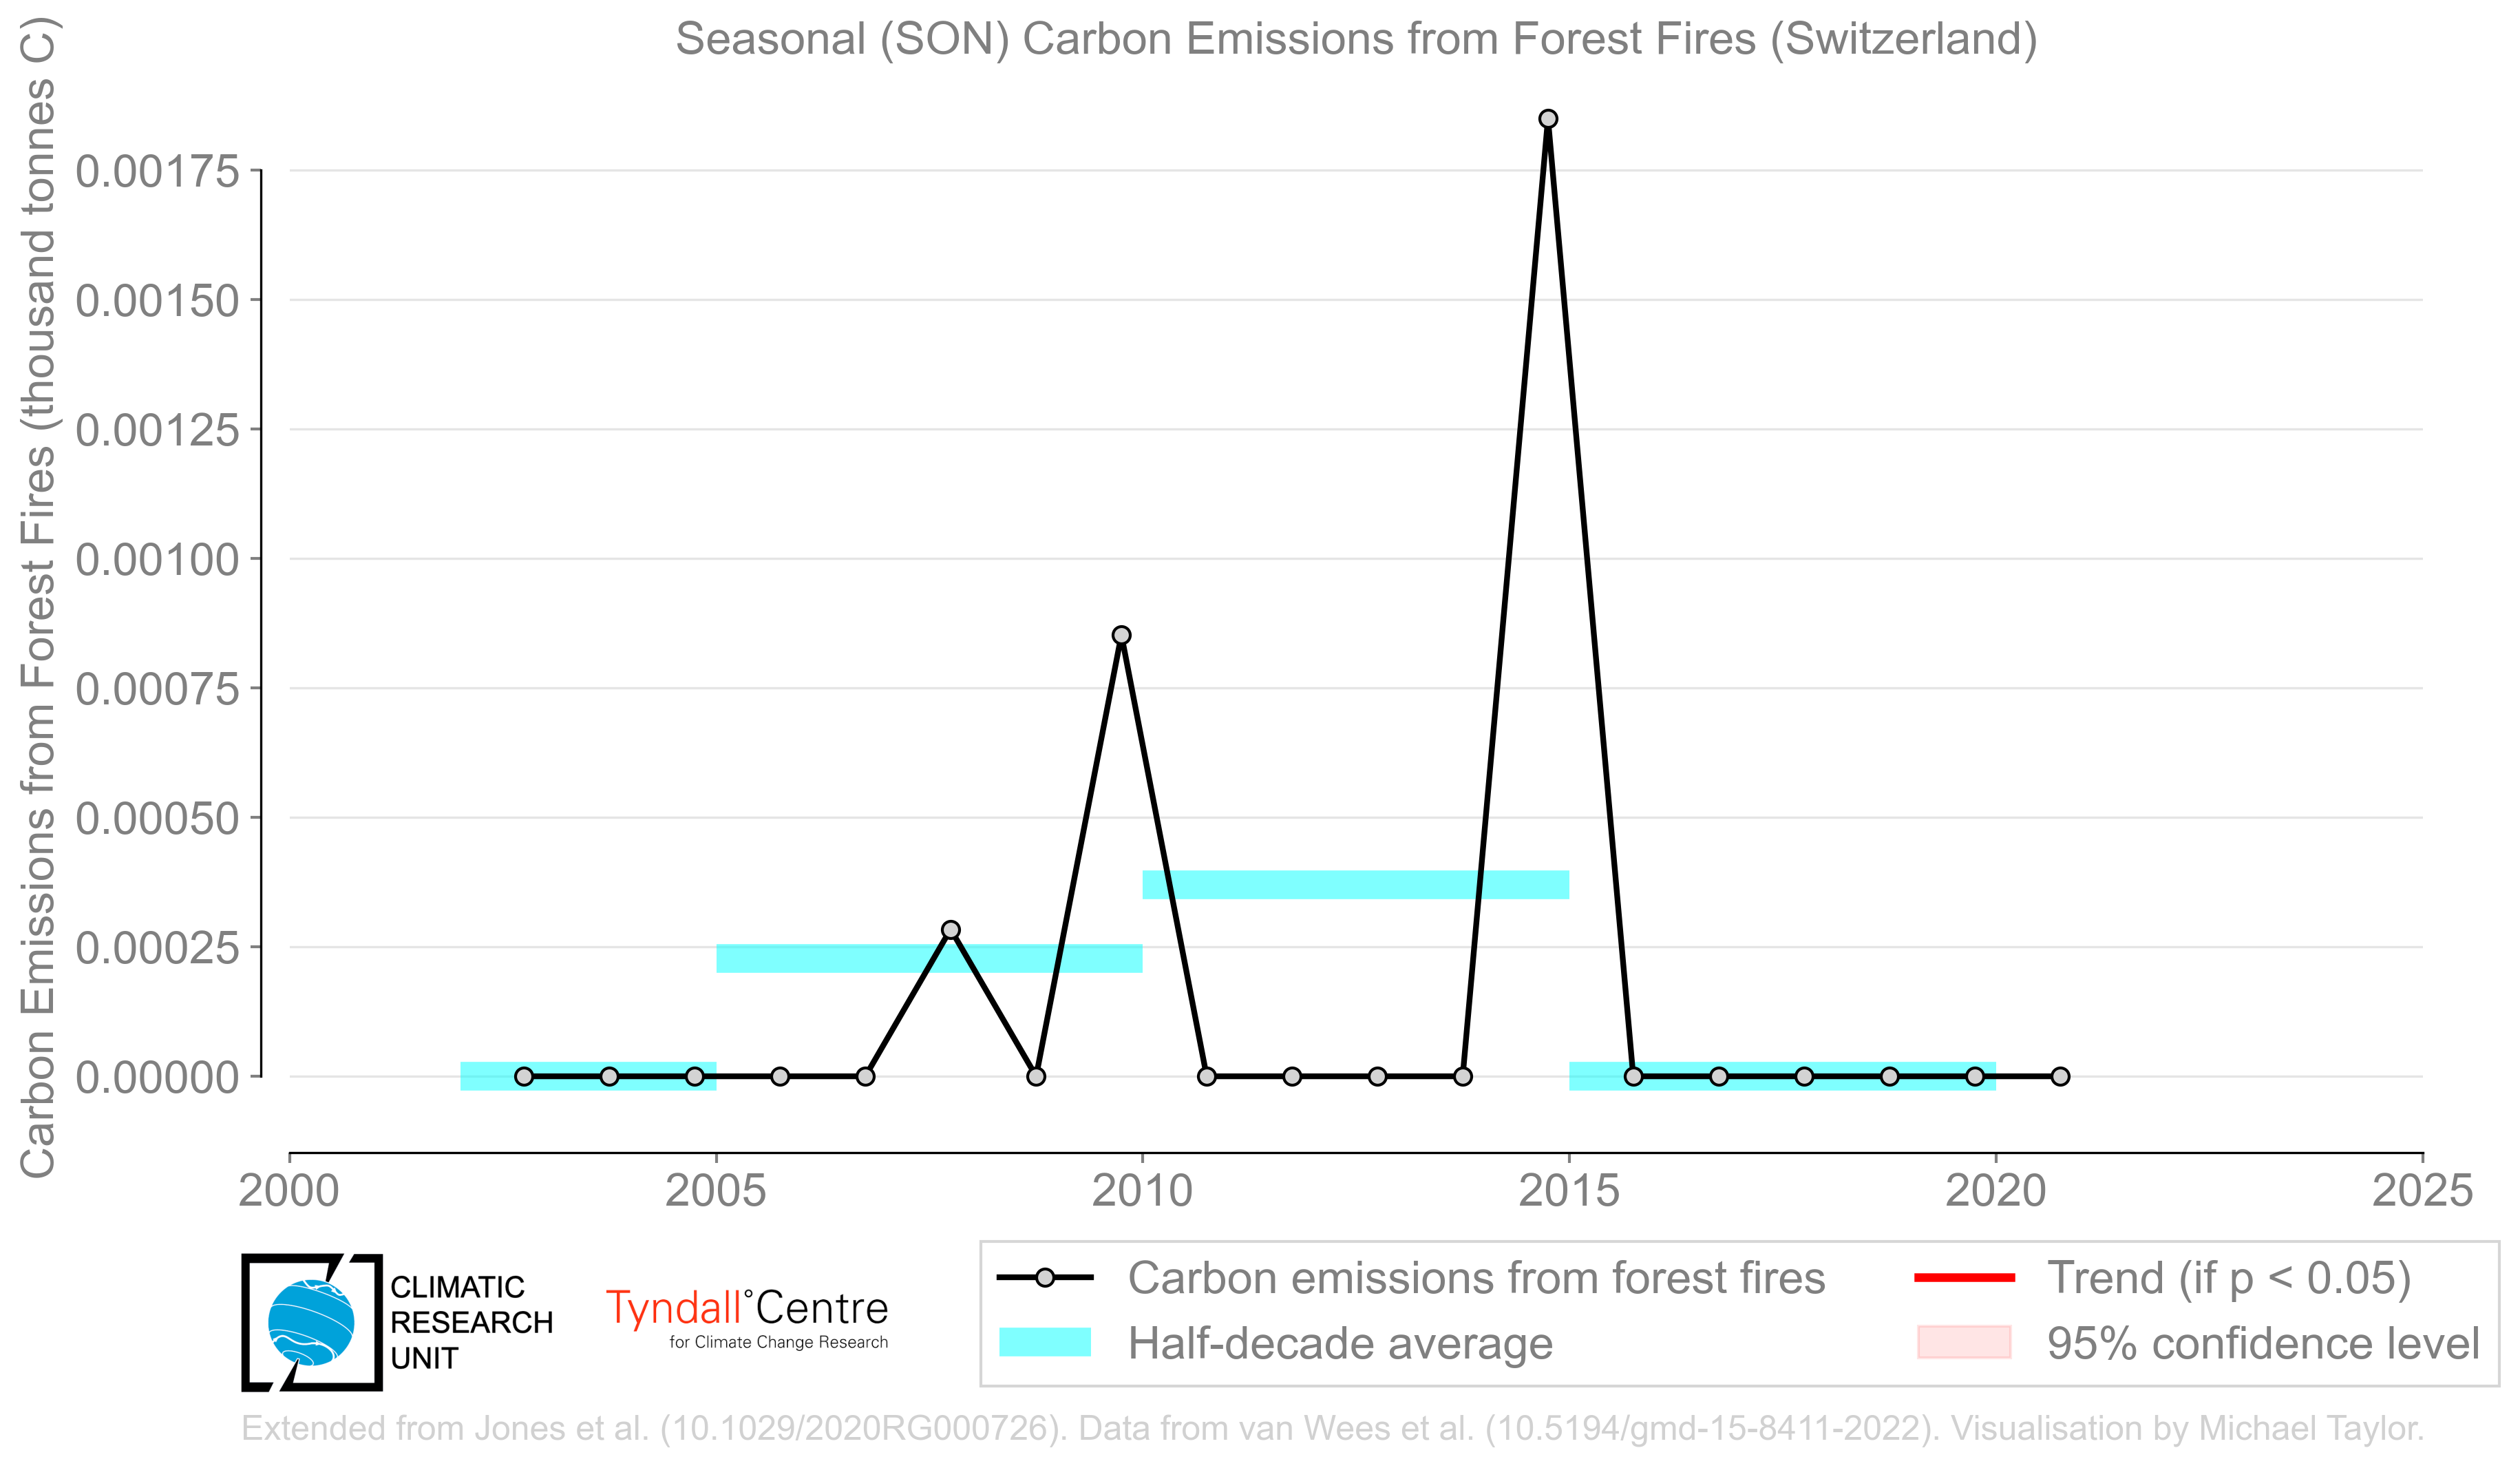 Seasonal (SON) Carbon Emissions from Forest Fires (Switzerland)
Carbon Emissions from Forest Fires (thousand tonnes C)
0.00175
0.00150
0.00125
0.00100
0.00075
0.00050
0.00025
0.00000
2000 2005 2010 2015 2020 2025
CLIMATIC
RESEARCH
UNIT
Tyndall°Centre
for Climate Change Research
Carbon emissions from forest fires
Half-decade average
Trend (if p < 0.05)
95% confidence level
Extended from Jones et al. (10.1029/2020RG000726). Data from van Wees et al. (10.5194/gmd-15-8411-2022). Visualisation by Michael Taylor.